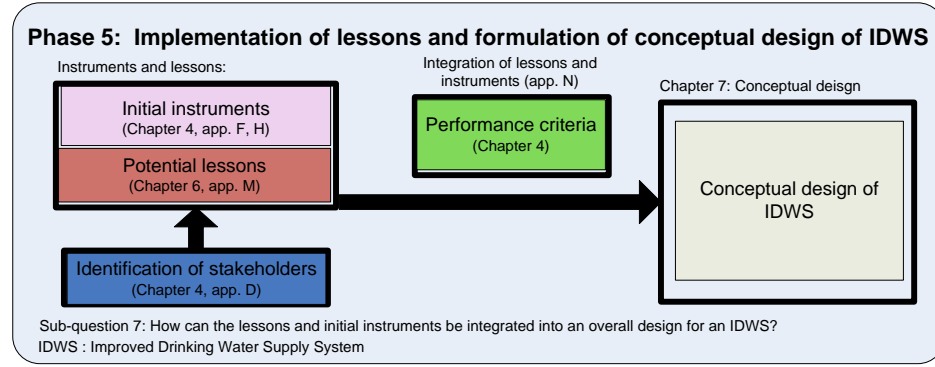 Phase 5:  Implementation of lessons and formulation of conceptual design of IDWS
Instruments and lessons:
Initial instruments
(Chapter 4, app. F, H)
Potential lessons
(Chapter 6, app. M)
Identification of stakeholders
(Chapter 4, app. D)
Integration of lessons and
instruments (app. N)
Performance criteria
(Chapter 4)
Chapter 7: Conceptual deisgn
Conceptual design of
IDWS
Sub-question 7: How can the lessons and initial instruments be integrated into an overall design for an IDWS?
IDWS : Improved Drinking Water Supply System